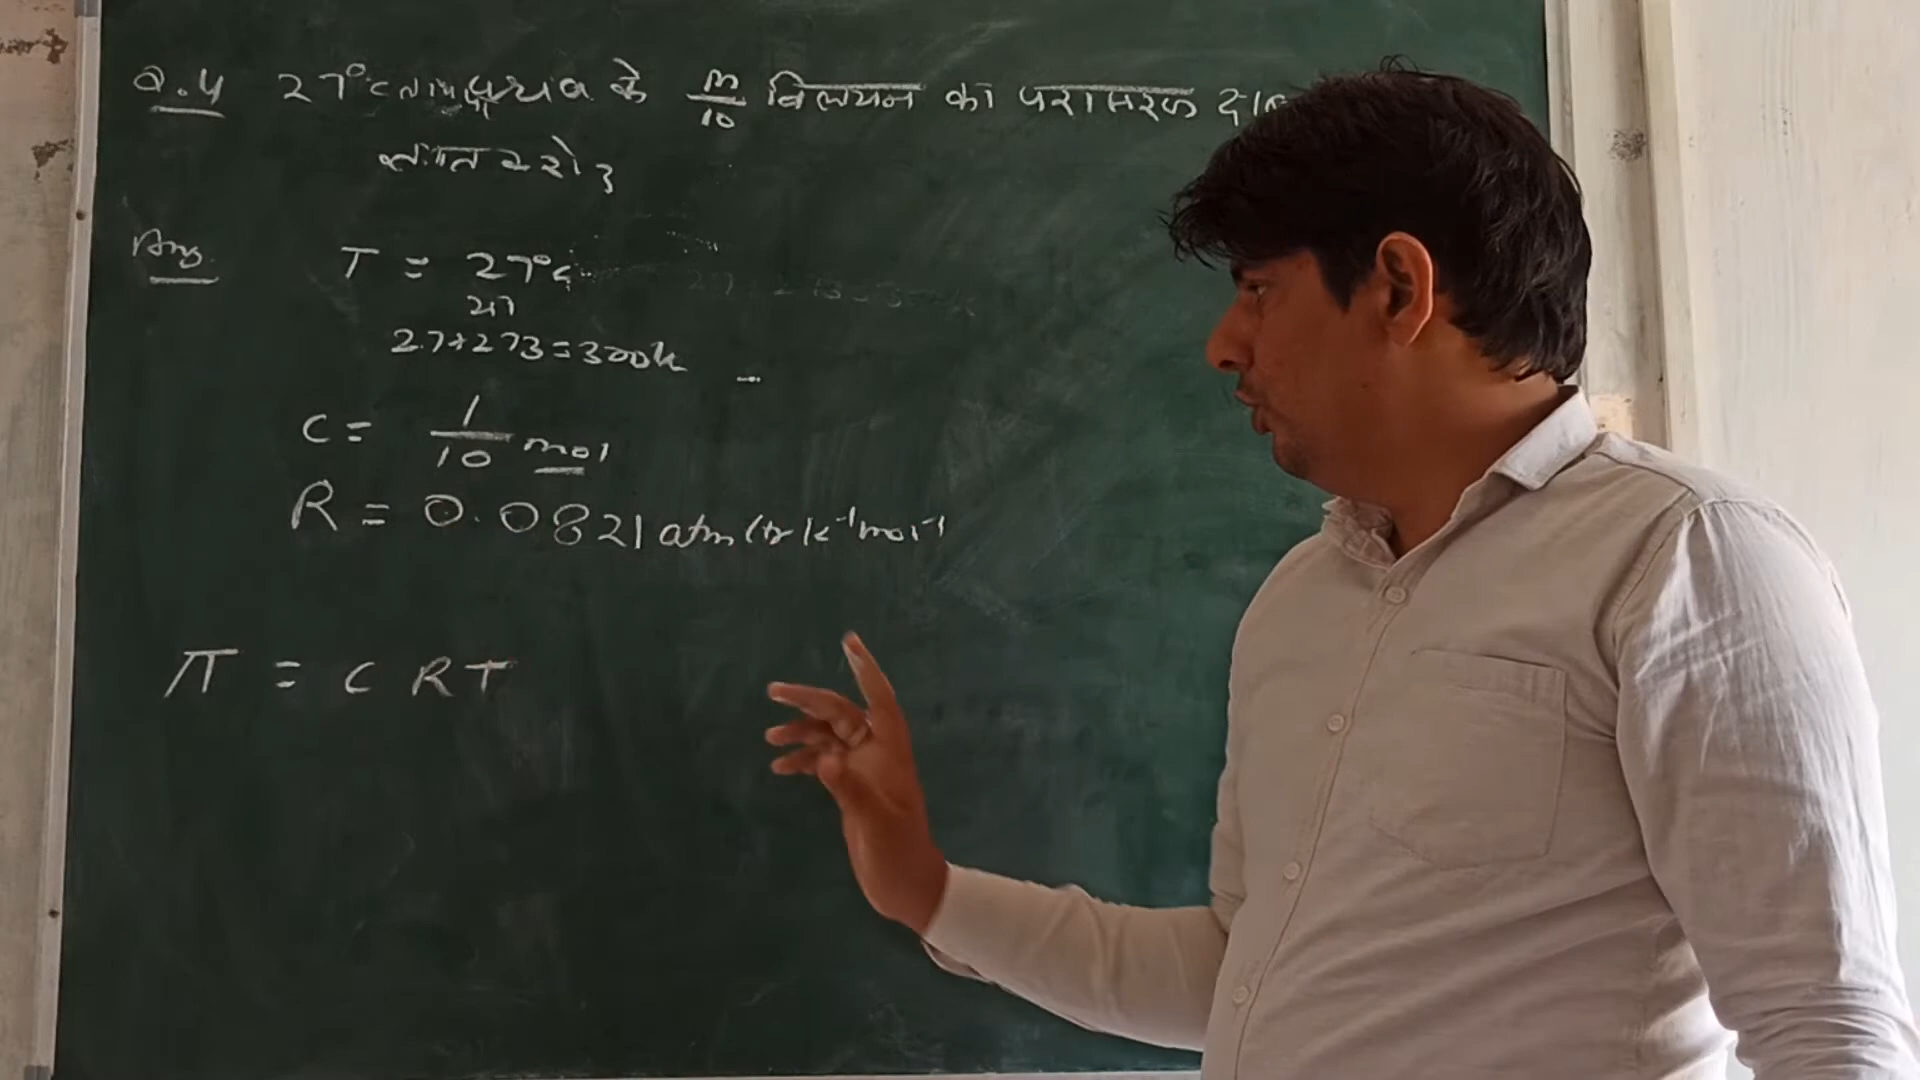 Q.4 27°C ताप पर के m/10 विलयन का परासरण
ज्ञात करो
Ans.
T = 27°C
27
27+273=300k
C = 1/10 mol
R = 0.0821 atm ltr k⁻¹ mol⁻¹
π = C R T